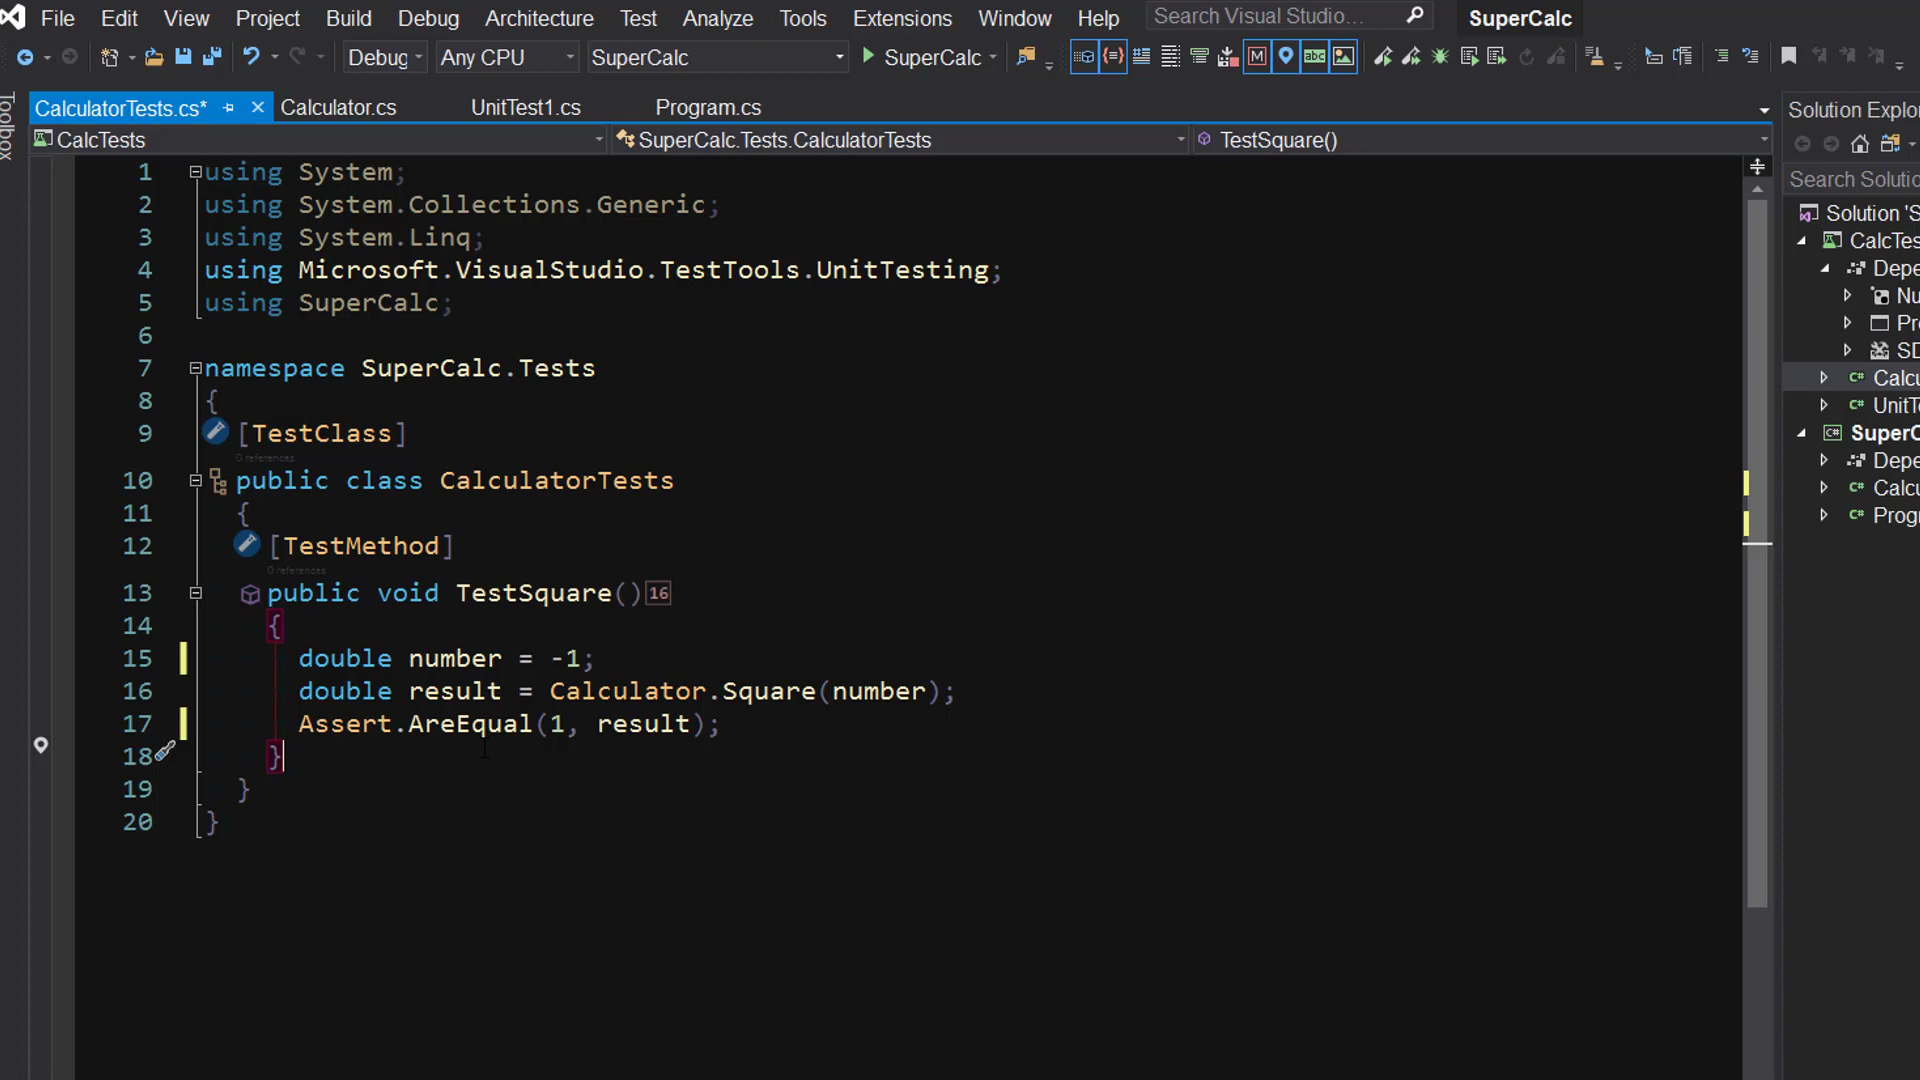 File Edit View Project Build Debug Architecture Test Analyze Tools Extensions Window Help Search Visual Studio... SuperCalc
Debug Any CPU SuperCalc SuperCalc
Toolbox
CalculatorTests.cs* Calculator.cs UnitTest1.cs Program.cs
CalcTests SuperCalc.Tests.CalculatorTests TestSquare()
1 using System;
2 using System.Collections.Generic;
3 using System.Linq;
4 using Microsoft.VisualStudio.TestTools.UnitTesting;
5 using SuperCalc;
6
7 namespace SuperCalc.Tests
8 {
9 [TestClass]
0 references
10 public class CalculatorTests
11 {
12 [TestMethod]
0 references
13 public void TestSquare() 16
14 {
15 double number = -1;
16 double result = Calculator.Square(number);
17 Assert.AreEqual(1, result);
18 }
19 }
20 }
Solution Explo
Search Solutio
Solution 'S
CalcTes
Depe
Nu
Pr
SD
Calcu
UnitT
SuperC
Depe
Calcu
Prog